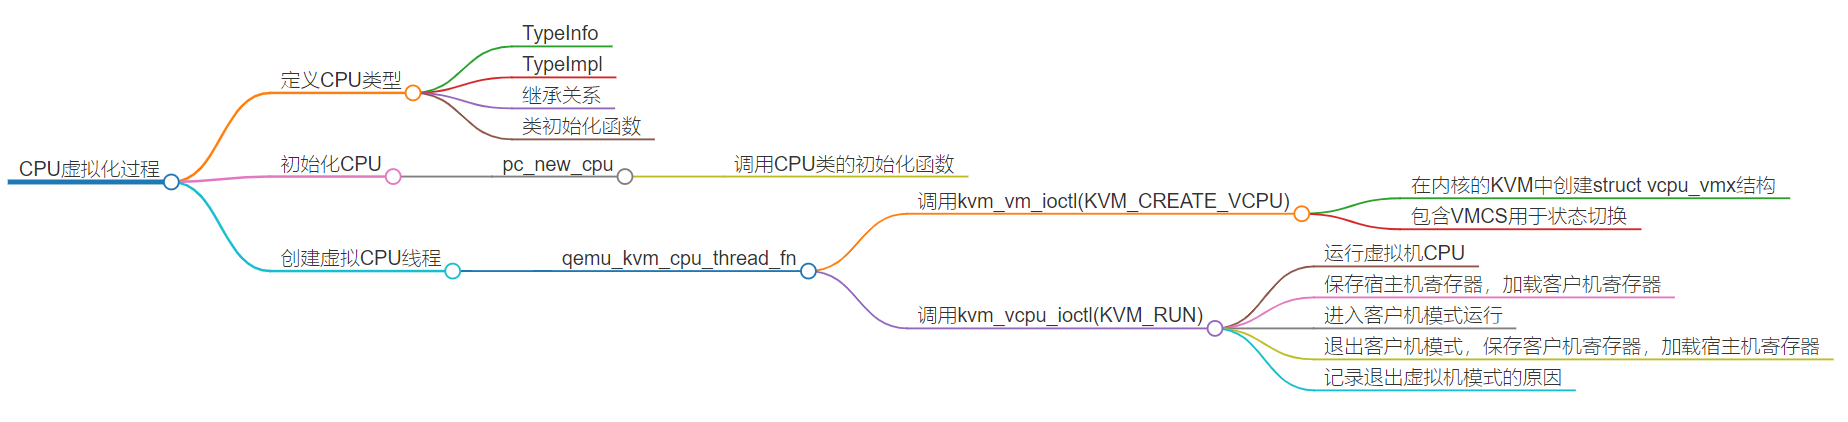 CPU虚拟化过程
定义CPU类型
TypeInfo
TypeImpl
继承关系
类初始化函数
初始化CPU
pc_new_cpu
调用CPU类的初始化函数
创建虚拟CPU线程
qemu_kvm_cpu_thread_fn
调用kvm_vm_ioctl(KVM_CREATE_VCPU)
在内核的KVM中创建struct vcpu_vmx结构
包含VMCS用于状态切换
调用kvm_vcpu_ioctl(KVM_RUN)
运行虚拟机CPU
保存宿主机寄存器，加载客户机寄存器
进入客户机模式运行
退出客户机模式，保存客户机寄存器，加载宿主机寄存器
记录退出虚拟机模式的原因